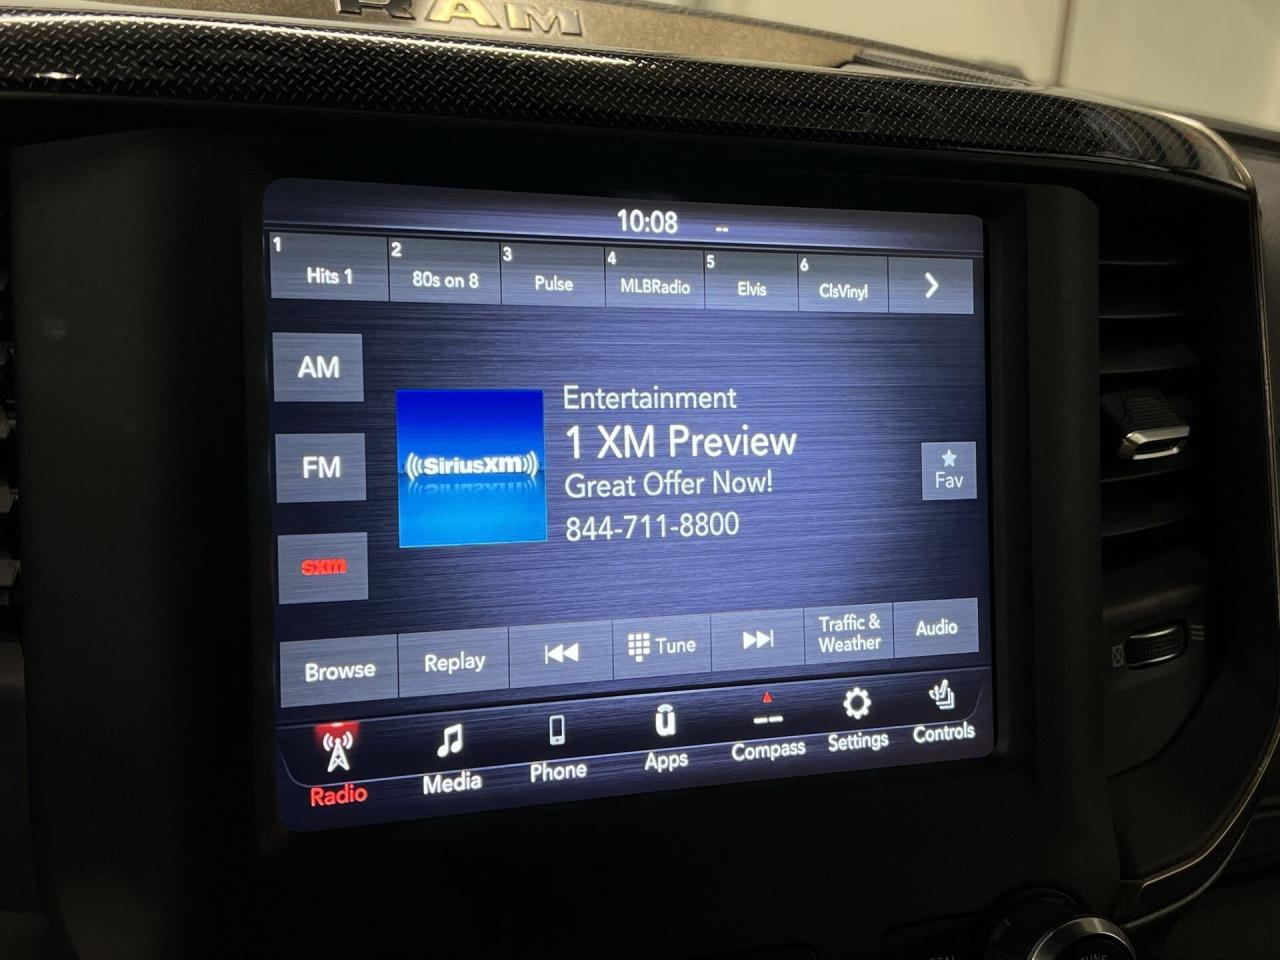 RAM
10:08 --
1 Hits 1
2 80s on 8
3 Pulse
4 MLBRadio
5 Elvis
6 ClsVinyl
AM
FM
sxm
((SiriusXM))
Entertainment
1 XM Preview
Great Offer Now!
844-711-8800
Fav
Browse
Replay
Tune
Traffic &
Weather
Audio
Radio
Media
Phone
Apps
Compass
Settings
Controls